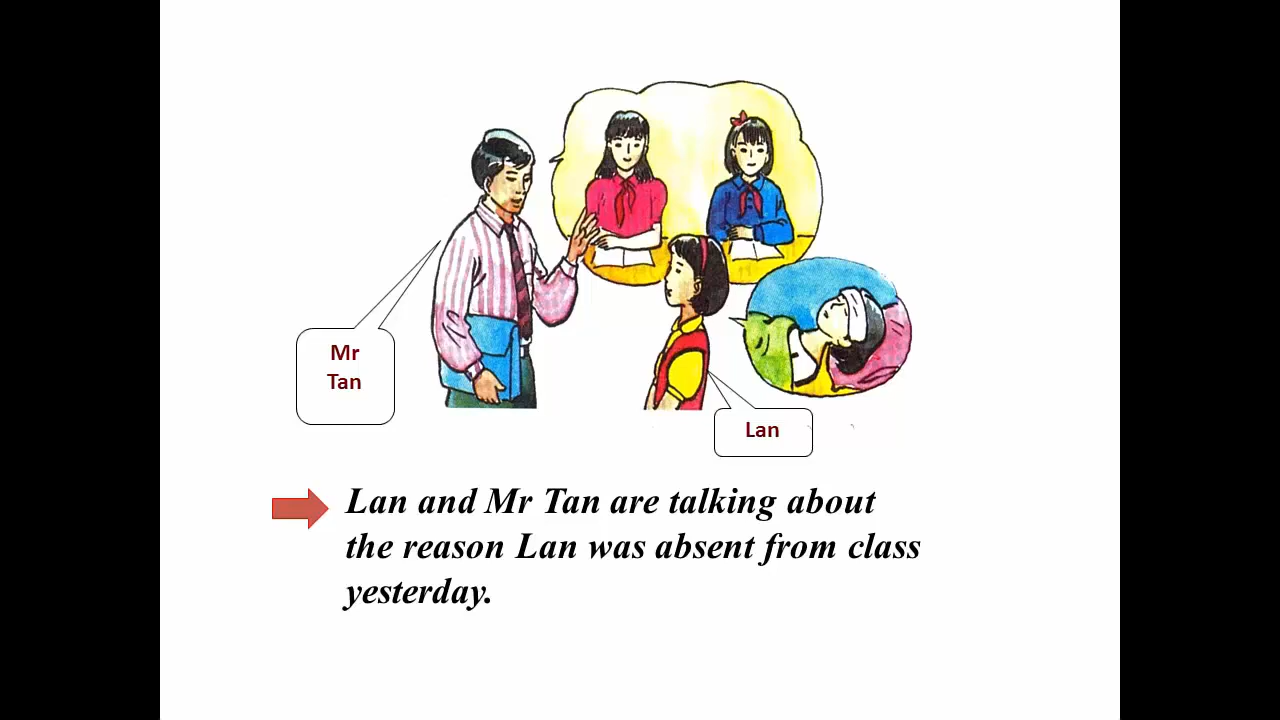 Mr
Tan
Lan
Lan and Mr Tan are talking about
the reason Lan was absent from class
yesterday.